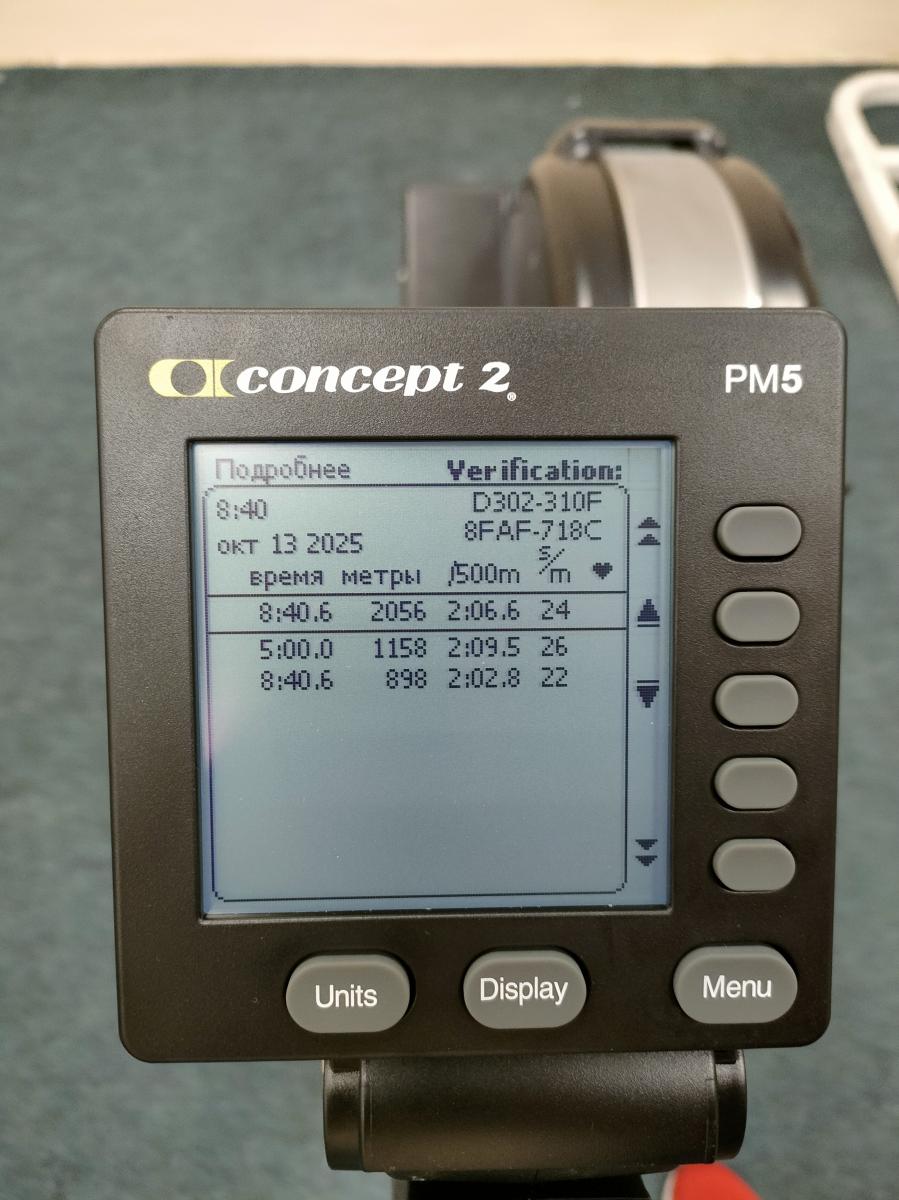 concept 2® PM5
Подробнее Verification:
8:40 D302-310F
8FAF-718C
окт 13 2025
время метры /500m s/m ♥
8:40.6 2056 2:06.6 24
5:00.0 1158 2:09.5 26
8:40.6 898 2:02.8 22
Units Display Menu